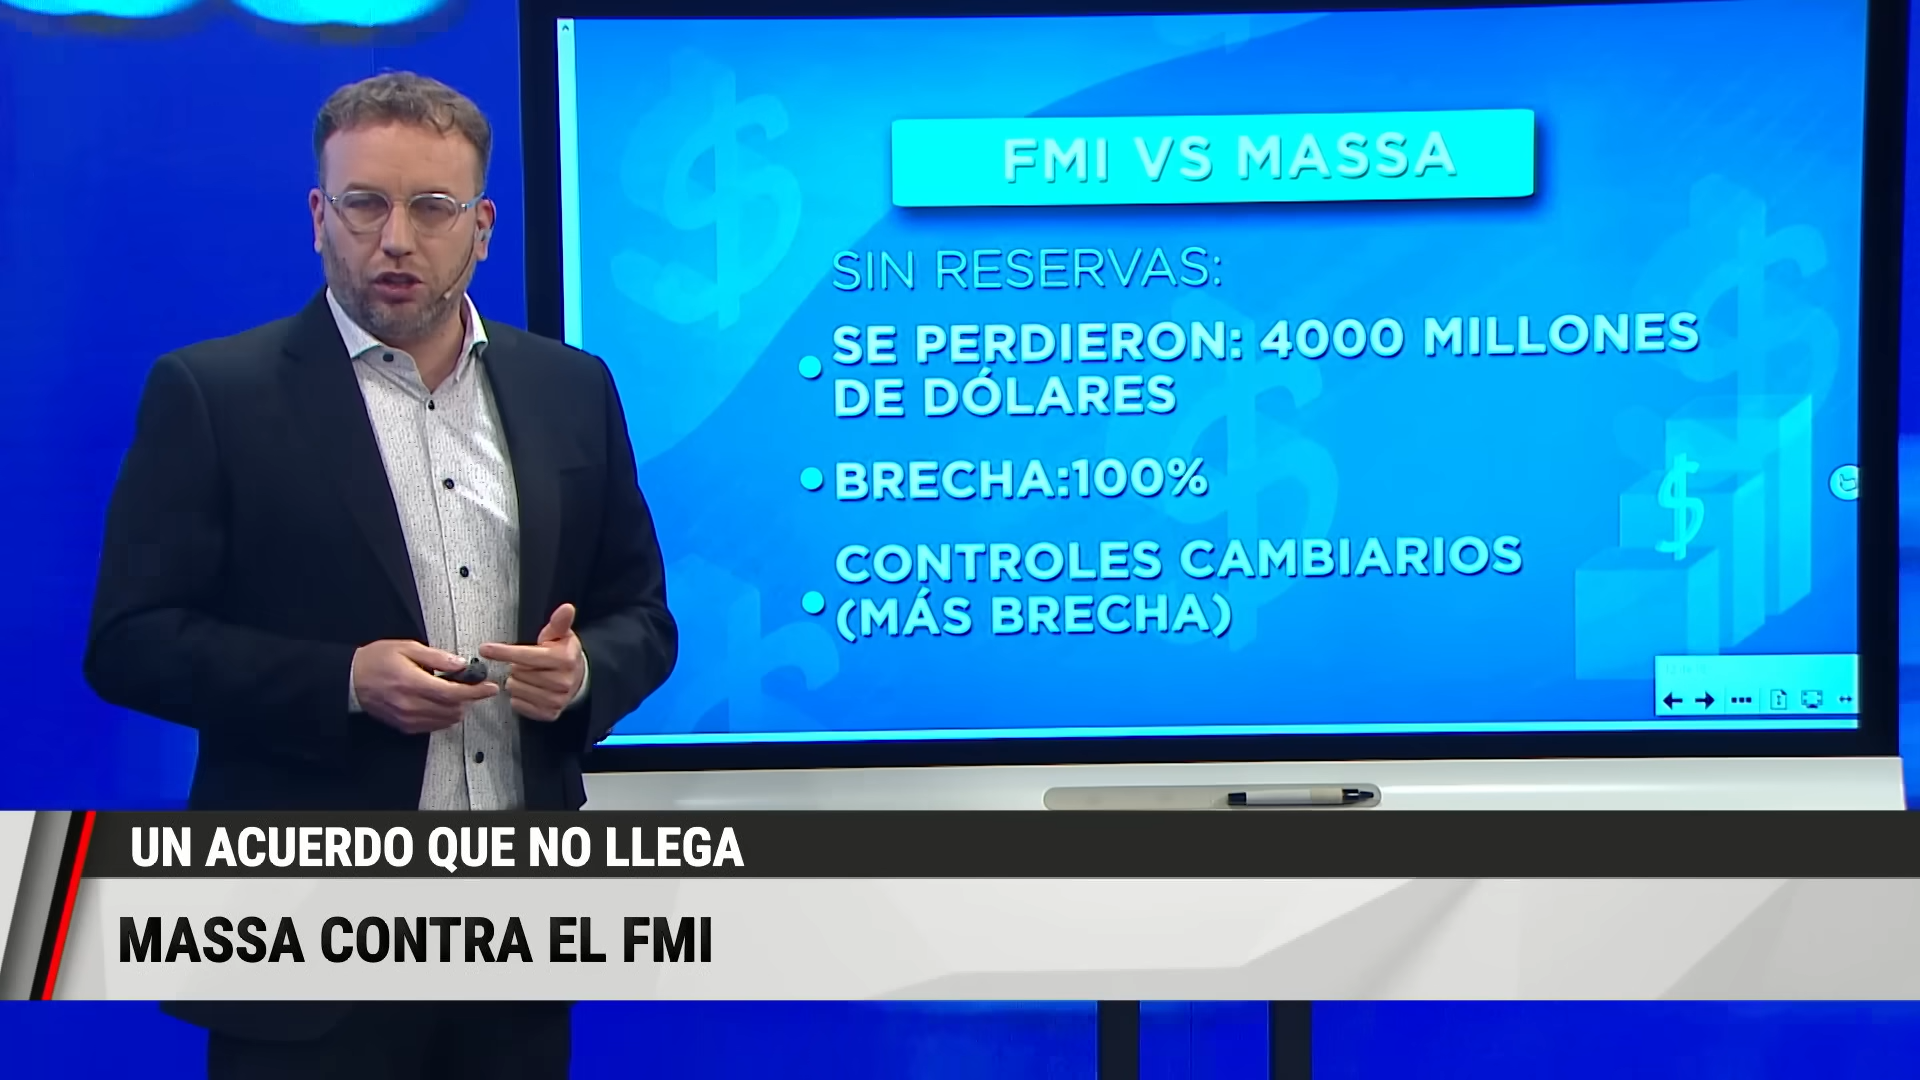 FMI VS MASSA
SIN RESERVAS:
SE PERDIERON: 4000 MILLONES
DE DÓLARES
BRECHA:100%
CONTROLES CAMBIARIOS
(MÁS BRECHA)
UN ACUERDO QUE NO LLEGA
MASSA CONTRA EL FMI